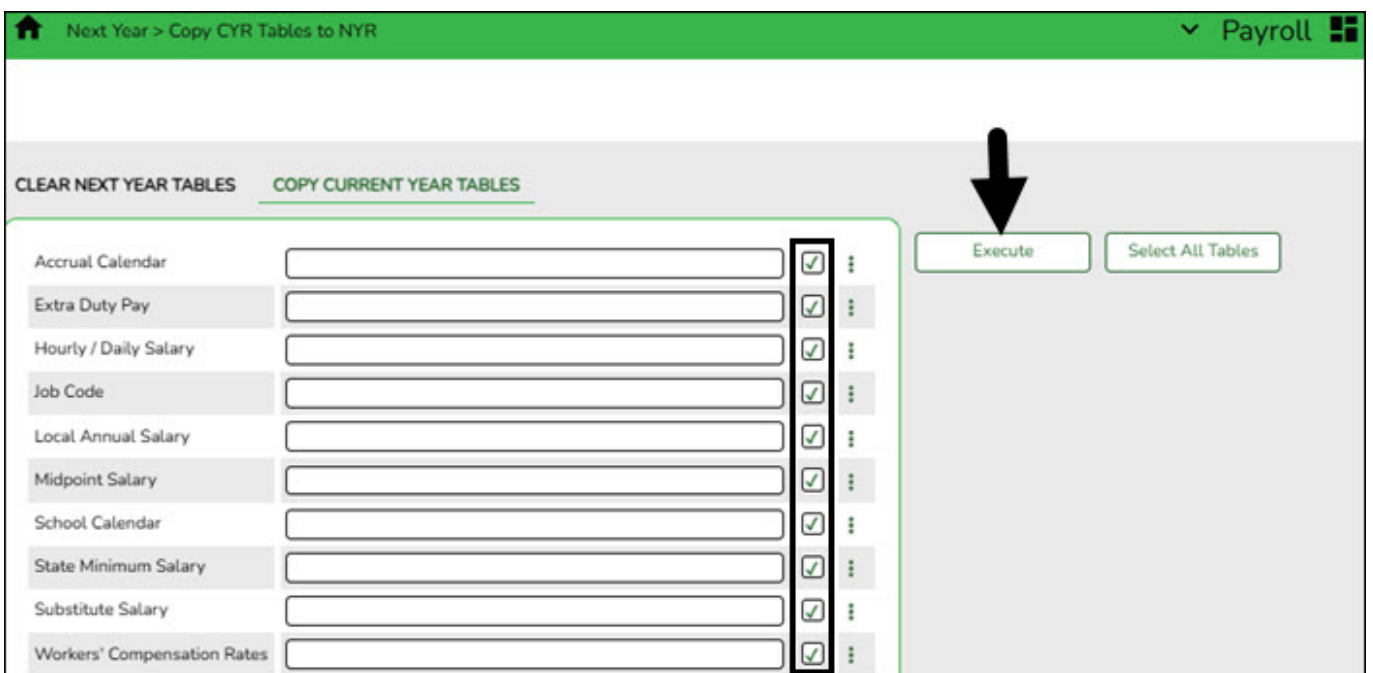 Next Year > Copy CYR Tables to NYR
Payroll
CLEAR NEXT YEAR TABLES
COPY CURRENT YEAR TABLES
Execute
Select All Tables
Accrual Calendar
Extra Duty Pay
Hourly / Daily Salary
Job Code
Local Annual Salary
Midpoint Salary
School Calendar
State Minimum Salary
Substitute Salary
Workers' Compensation Rates